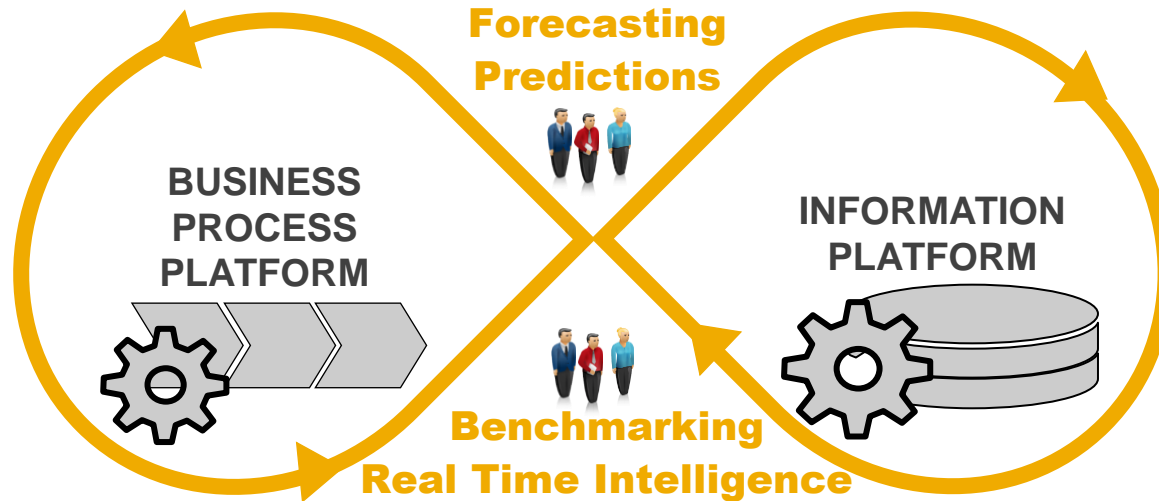 Forecasting
Predictions
BUSINESS
PROCESS
PLATFORM
INFORMATION
PLATFORM
Benchmarking
Real Time Intelligence